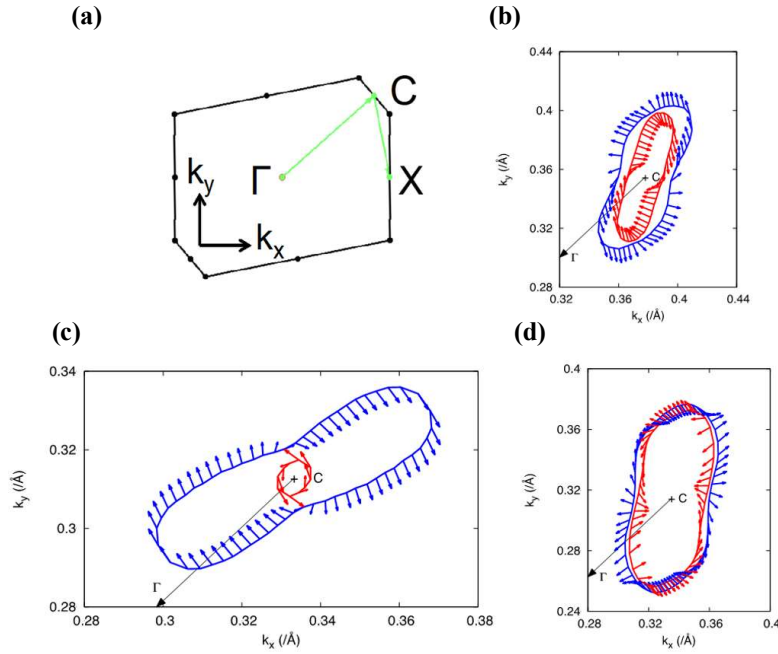 (a)
C
Γ
X
k_y
k_x
(b)
0.44
0.4
0.36
0.32
0.28
k_y (/Å)
C
Γ
0.32
0.36
0.4
0.44
k_x (/Å)
(c)
0.34
0.32
0.3
0.28
k_y (/Å)
C
Γ
0.28
0.3
0.32
0.34
0.36
0.38
k_x (/Å)
(d)
0.4
0.36
0.32
0.28
0.24
k_y (/Å)
C
Γ
0.28
0.32
0.36
0.4
k_x (/Å)